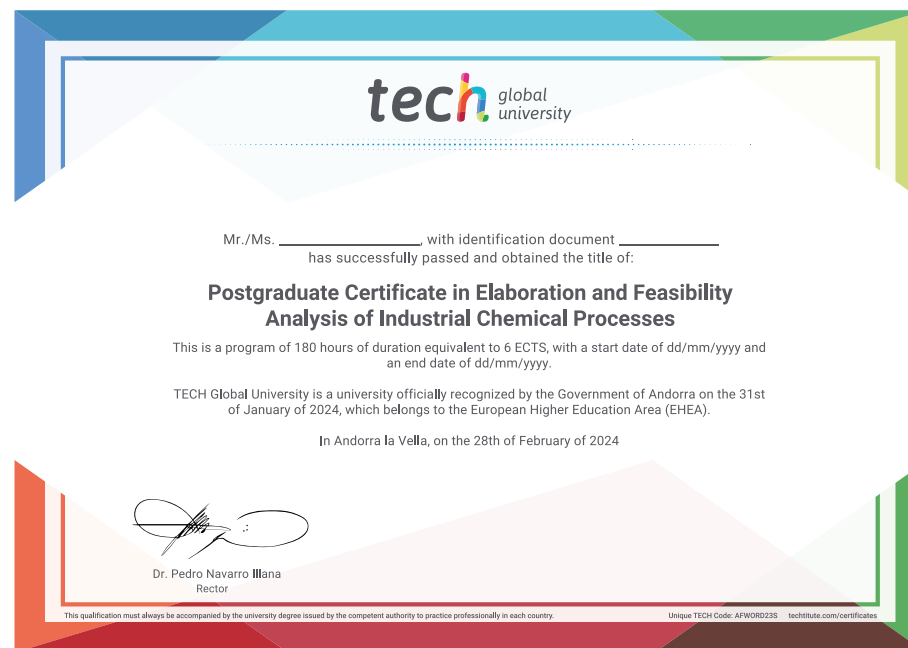 tech global university
Mr./Ms. ____________________, with identification document ______________
has successfully passed and obtained the title of:
Postgraduate Certificate in Elaboration and Feasibility
Analysis of Industrial Chemical Processes
This is a program of 180 hours of duration equivalent to 6 ECTS, with a start date of dd/mm/yyyy and
an end date of dd/mm/yyyy.
TECH Global University is a university officially recognized by the Government of Andorra on the 31st
of January of 2024, which belongs to the European Higher Education Area (EHEA).
In Andorra la Vella, on the 28th of February of 2024
Dr. Pedro Navarro Illana
Rector
This qualification must always be accompanied by the university degree issued by the competent authority to practice professionally in each country.
Unique TECH Code: AFWORD23S techtitute.com/certificates